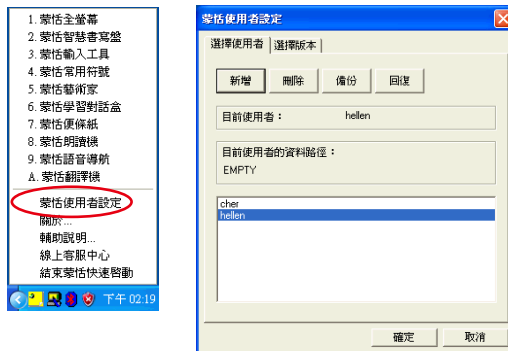 1. 蒙恬全螢幕
2. 蒙恬智慧書寫盤
3. 蒙恬輸入工具
4. 蒙恬常用符號
5. 蒙恬藝術家
6. 蒙恬學習對話盒
7. 蒙恬便條紙
8. 蒙恬朗讀機
9. 蒙恬語音導航
A. 蒙恬翻譯機
蒙恬使用者設定
關於...
輔助說明...
線上客服中心
結束蒙恬快速啓動
下午 02:19
蒙恬使用者設定
選擇使用者 選擇版本
新增 刪除 備份 回復
目前使用者： hellen
目前使用者的資料路徑：
EMPTY
cher
hellen
確定 取消